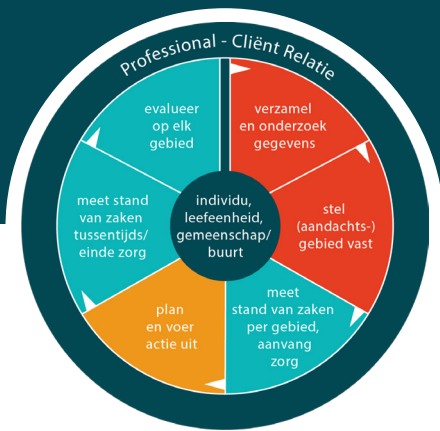 Professional - Cliënt Relatie
verzamel
en onderzoek
gegevens
stel
(aandachts-)
gebied vast
meet
stand van zaken
per gebied,
aanvang
zorg
plan
en voer
actie uit
meet stand
van zaken
tussentijds/
einde zorg
evalueer
op elk
gebied
individu,
leefeenheid,
gemeenschap/
buurt